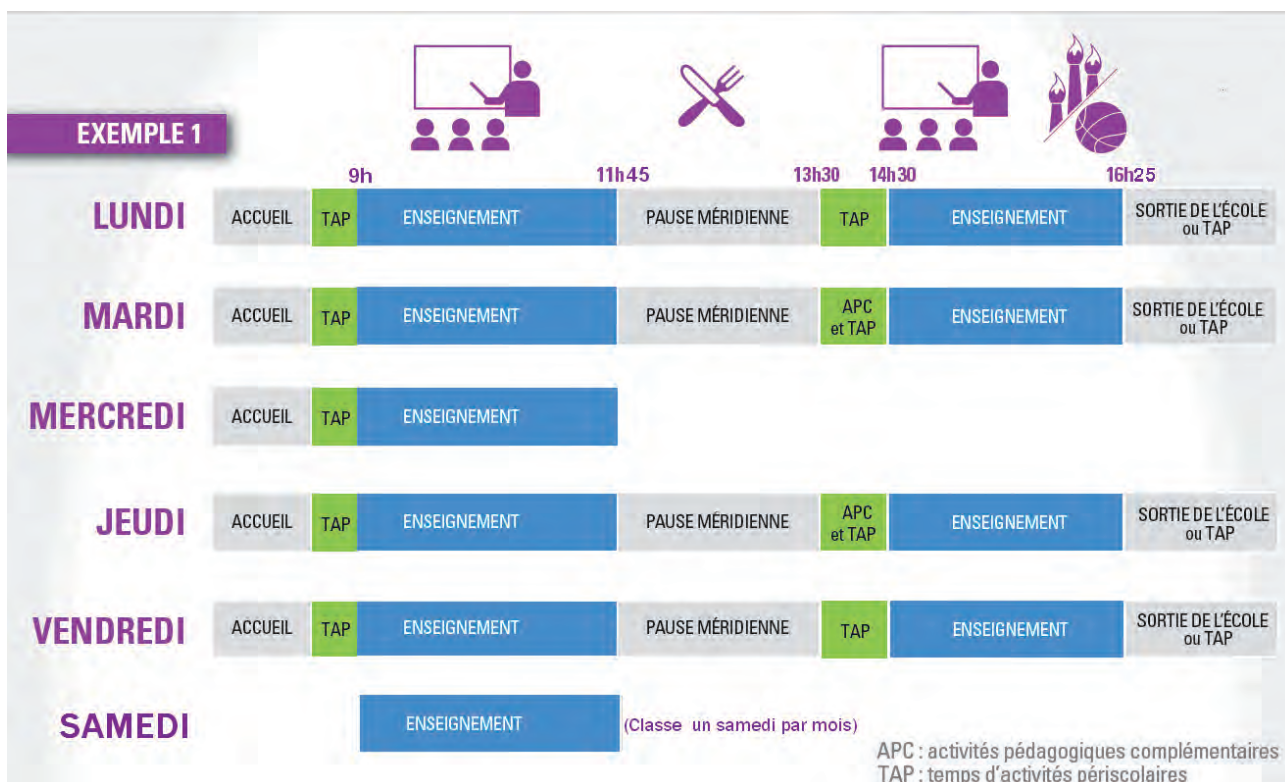 EXEMPLE 1
9h 11h45 13h30 14h30 16h25
LUNDI ACCUEIL TAP ENSEIGNEMENT PAUSE MÉRIDIENNE TAP ENSEIGNEMENT SORTIE DE L'ÉCOLE
ou TAP
MARDI ACCUEIL TAP ENSEIGNEMENT PAUSE MÉRIDIENNE APC
et TAP ENSEIGNEMENT SORTIE DE L'ÉCOLE
ou TAP
MERCREDI ACCUEIL TAP ENSEIGNEMENT
JEUDI ACCUEIL TAP ENSEIGNEMENT PAUSE MÉRIDIENNE APC
et TAP ENSEIGNEMENT SORTIE DE L'ÉCOLE
ou TAP
VENDREDI ACCUEIL TAP ENSEIGNEMENT PAUSE MÉRIDIENNE TAP ENSEIGNEMENT SORTIE DE L'ÉCOLE
ou TAP
SAMEDI ENSEIGNEMENT (Classe un samedi par mois)
APC : activités pédagogiques complémentaires
TAP : temps d'activités périscolaires